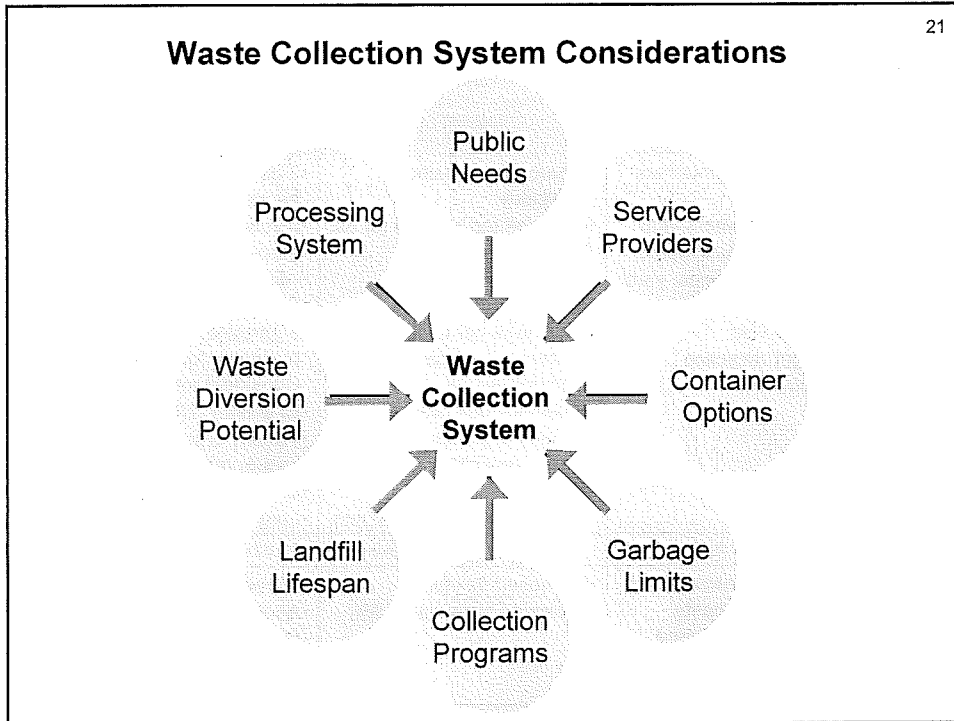 21
Waste Collection System Considerations
Public
Needs
Service
Providers
Container
Options
Garbage
Limits
Collection
Programs
Landfill
Lifespan
Waste
Diversion
Potential
Processing
System
Waste
Collection
System